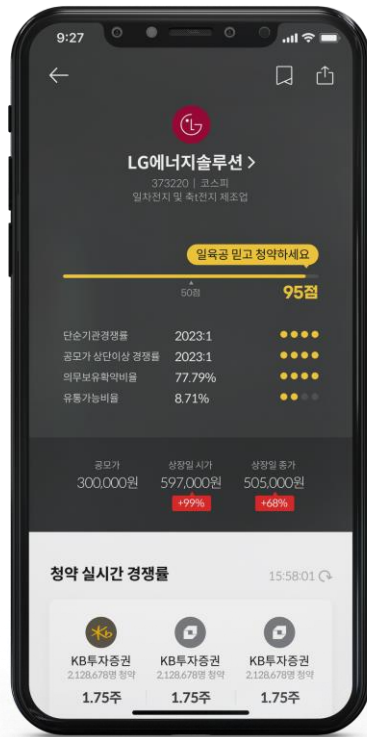 9:27
LG에너지솔루션 >
373220 | 코스피
일차전지 및 축t전지 제조업
일육공 믿고 청약하세요
50점
95점
단순기관경쟁률 2023:1
공모가 상단이상 경쟁률 2023:1
의무보유확약비율 77.79%
유통가능비율 8.71%
공모가 상장일 시가 상장일 종가
300,000원 597,000원 505,000원
+99% +68%
청약 실시간 경쟁률 15:58:01
KB투자증권 KB투자증권 KB투자증권
2,128,678명 청약 2,128,678명 청약 2,128,678명 청약
1.75주 1.75주 1.75주